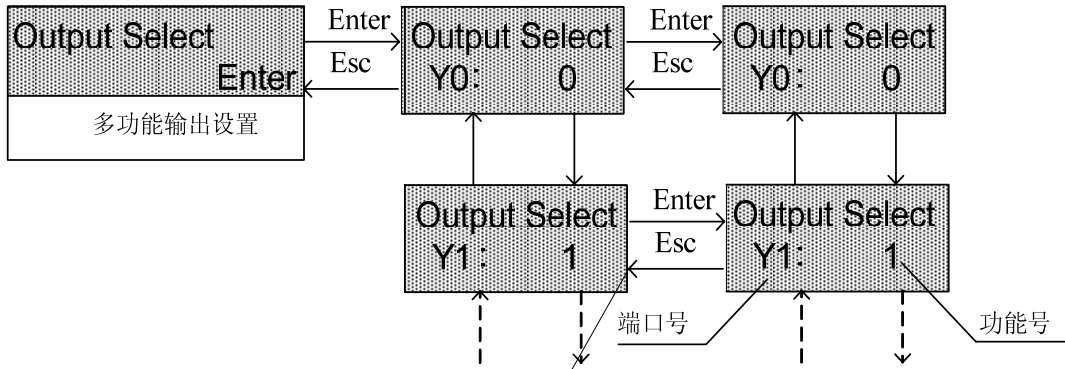 Output Select
Enter
多功能输出设置
Enter
Esc
Output Select
Y0: 0
Enter
Esc
Output Select
Y0: 0
Output Select
Y1: 1
Enter
Esc
Output Select
Y1: 1
端口号
功能号